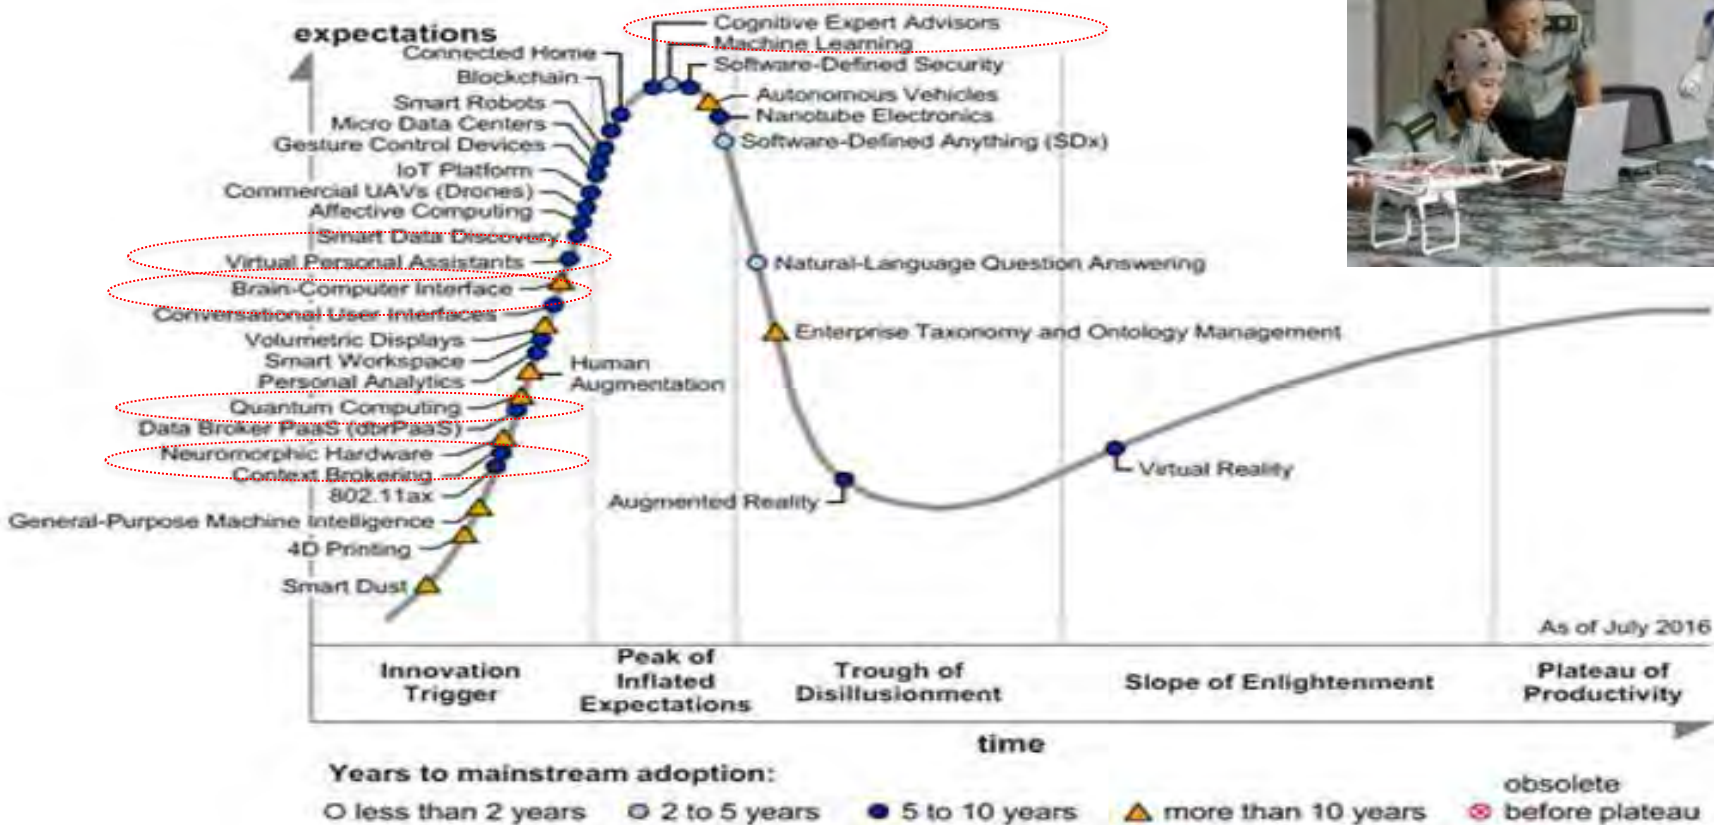 expectations
Cognitive Expert Advisors
Machine Learning
Connected Home
Software-Defined Security
Blockchain
Autonomous Vehicles
Smart Robots
Nanotube Electronics
Micro Data Centers
Gesture Control Devices
Software-Defined Anything (SDx)
IoT Platform
Commercial UAVs (Drones)
Affective Computing
Smart Data Discovery
Virtual Personal Assistants
Natural-Language Question Answering
Brain-Computer Interface
Conversational User Interfaces
Volumetric Displays
Enterprise Taxonomy and Ontology Management
Smart Workspace
Personal Analytics
Human
Augmentation
Quantum Computing
Data Broker PaaS (dbrPaaS)
Neuromorphic Hardware
Context Brokering
802.11ax
Virtual Reality
Augmented Reality
General-Purpose Machine Intelligence
4D Printing
Smart Dust
As of July 2016
Innovation
Trigger
Peak of
Inflated
Expectations
Trough of
Disillusionment
Slope of Enlightenment
Plateau of
Productivity
time
Years to mainstream adoption:
less than 2 years
2 to 5 years
5 to 10 years
more than 10 years
obsolete
before plateau